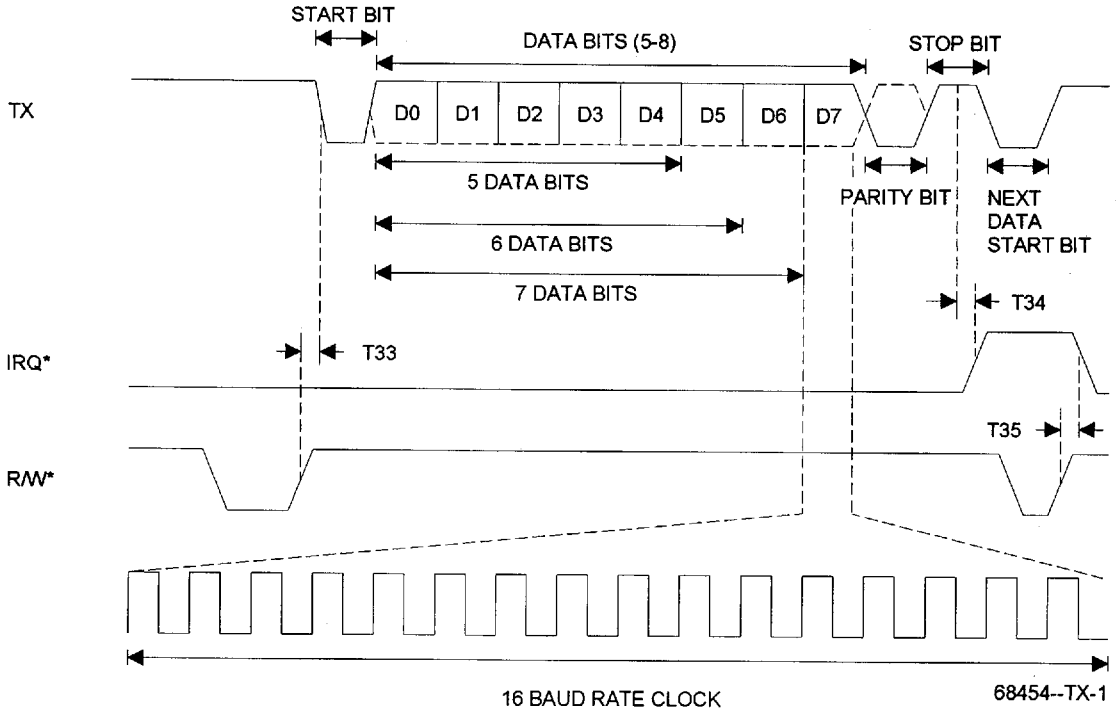 START BIT
DATA BITS (5-8)
STOP BIT
TX
D0 D1 D2 D3 D4 D5 D6 D7
5 DATA BITS
PARITY BIT
NEXT
DATA
START BIT
6 DATA BITS
7 DATA BITS
T34
T33
IRQ*
T35
R/W*
16 BAUD RATE CLOCK
68454--TX-1